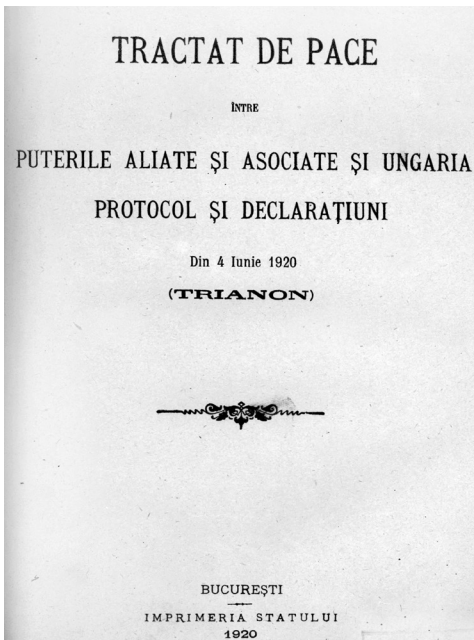 TRACTAT DE PACE
ÎNTRE
PUTERILE ALIATE ŞI ASOCIATE ŞI UNGARIA
PROTOCOL ŞI DECLARAŢIUNI
Din 4 Iunie 1920
(TRIANON)
BUCUREŞTI
IMPRIMERIA STATULUI
1920